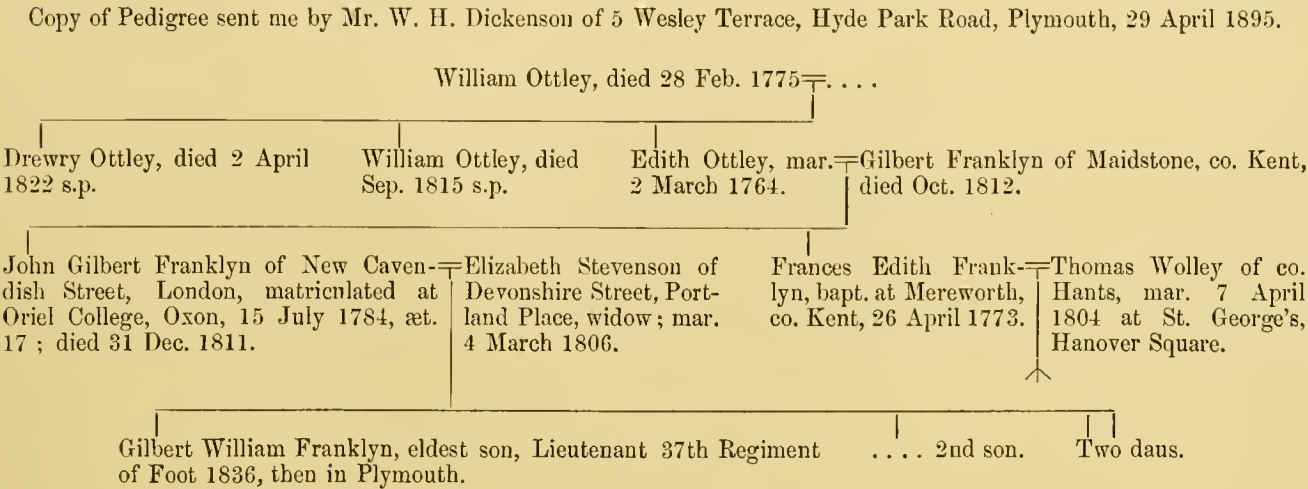 Copy of Pedigree sent me by Mr. W. H. Dickenson of 5 Wesley Terrace, Hyde Park Road, Plymouth, 29 April 1895.
William Ottley, died 28 Feb. 1775=. . . .
Drewry Ottley, died 2 April
1822 s.p.
William Ottley, died
Sep. 1815 s.p.
Edith Ottley, mar.=
2 March 1764.
Gilbert Franklyn of Maidstone, co. Kent,
died Oct. 1812.
John Gilbert Franklyn of New Caven-=
dish Street, London, matriculated at
Oriel College, Oxon, 15 July 1784, æt.
17 ; died 31 Dec. 1811.
Elizabeth Stevenson of
Devonshire Street, Port-
land Place, widow ; mar.
4 March 1806.
Frances Edith Frank-=
lyn, bapt. at Mereworth,
co. Kent, 26 April 1773.
Thomas Wolley of co.
Hants, mar. 7 April
1804 at St. George's,
Hanover Square.
Gilbert William Franklyn, eldest son, Lieutenant 37th Regiment
of Foot 1836, then in Plymouth.
. . . . 2nd son.
Two daus.